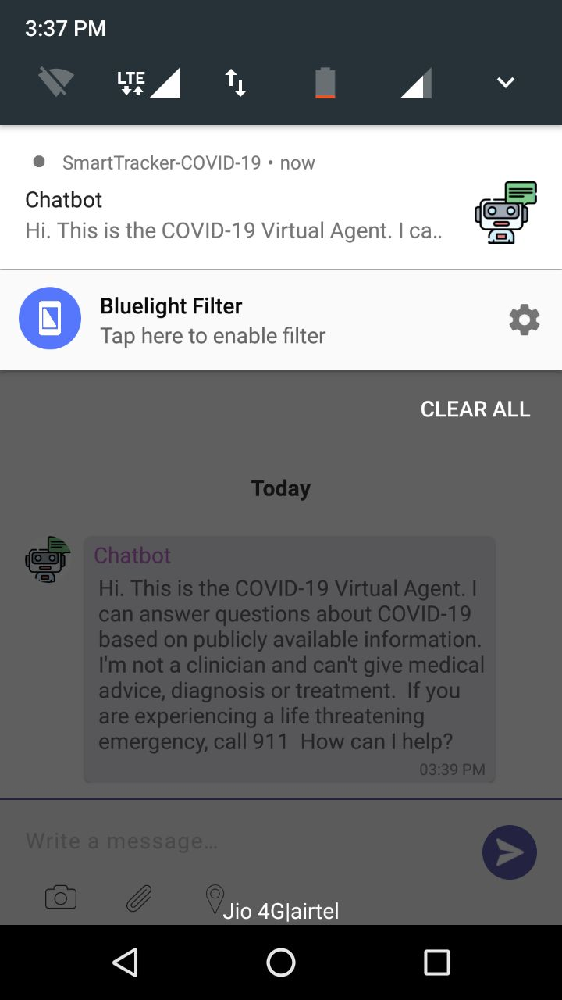 3:37 PM
LTE
SmartTracker-COVID-19 • now
Chatbot
Hi. This is the COVID-19 Virtual Agent. I ca..
Bluelight Filter
Tap here to enable filter
CLEAR ALL
Today
Chatbot
Hi. This is the COVID-19 Virtual Agent. I
can answer questions about COVID-19
based on publicly available information.
I'm not a clinician and can't give medical
advice, diagnosis or treatment.  If you
are experiencing a life threatening
emergency, call 911  How can I help?
03:39 PM
Write a message...
Jio 4G|airtel